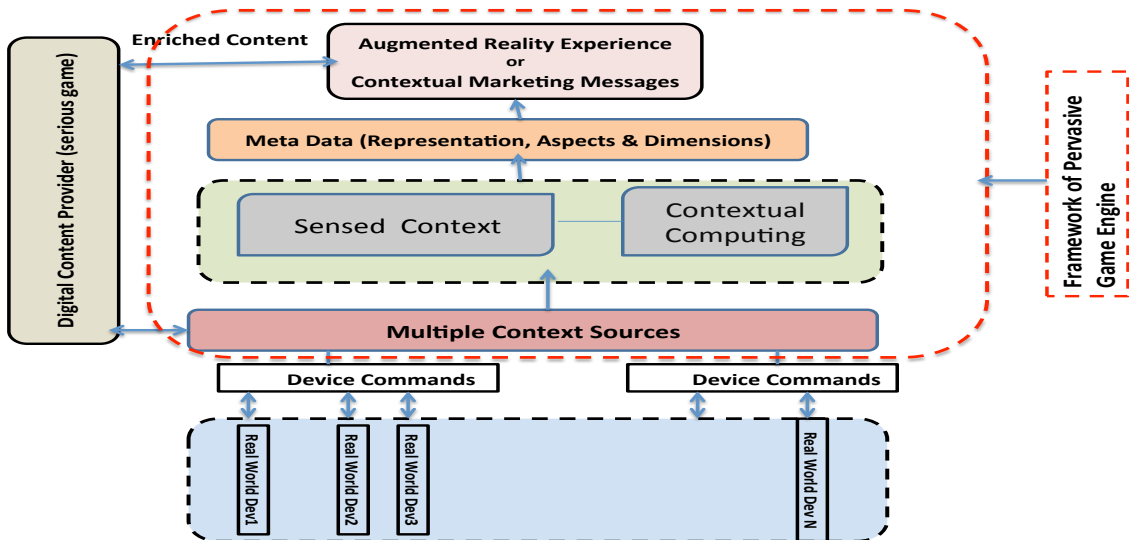 Enriched Content
Augmented Reality Experience
or
Contextual Marketing Messages
Digital Content Provider (serious game)
Meta Data (Representation, Aspects & Dimensions)
Sensed Context
Contextual
Computing
Framework of Pervasive
Game Engine
Multiple Context Sources
Device Commands
Device Commands
Real World Dev1
Real World Dev2
Real World Dev3
Real World Dev N